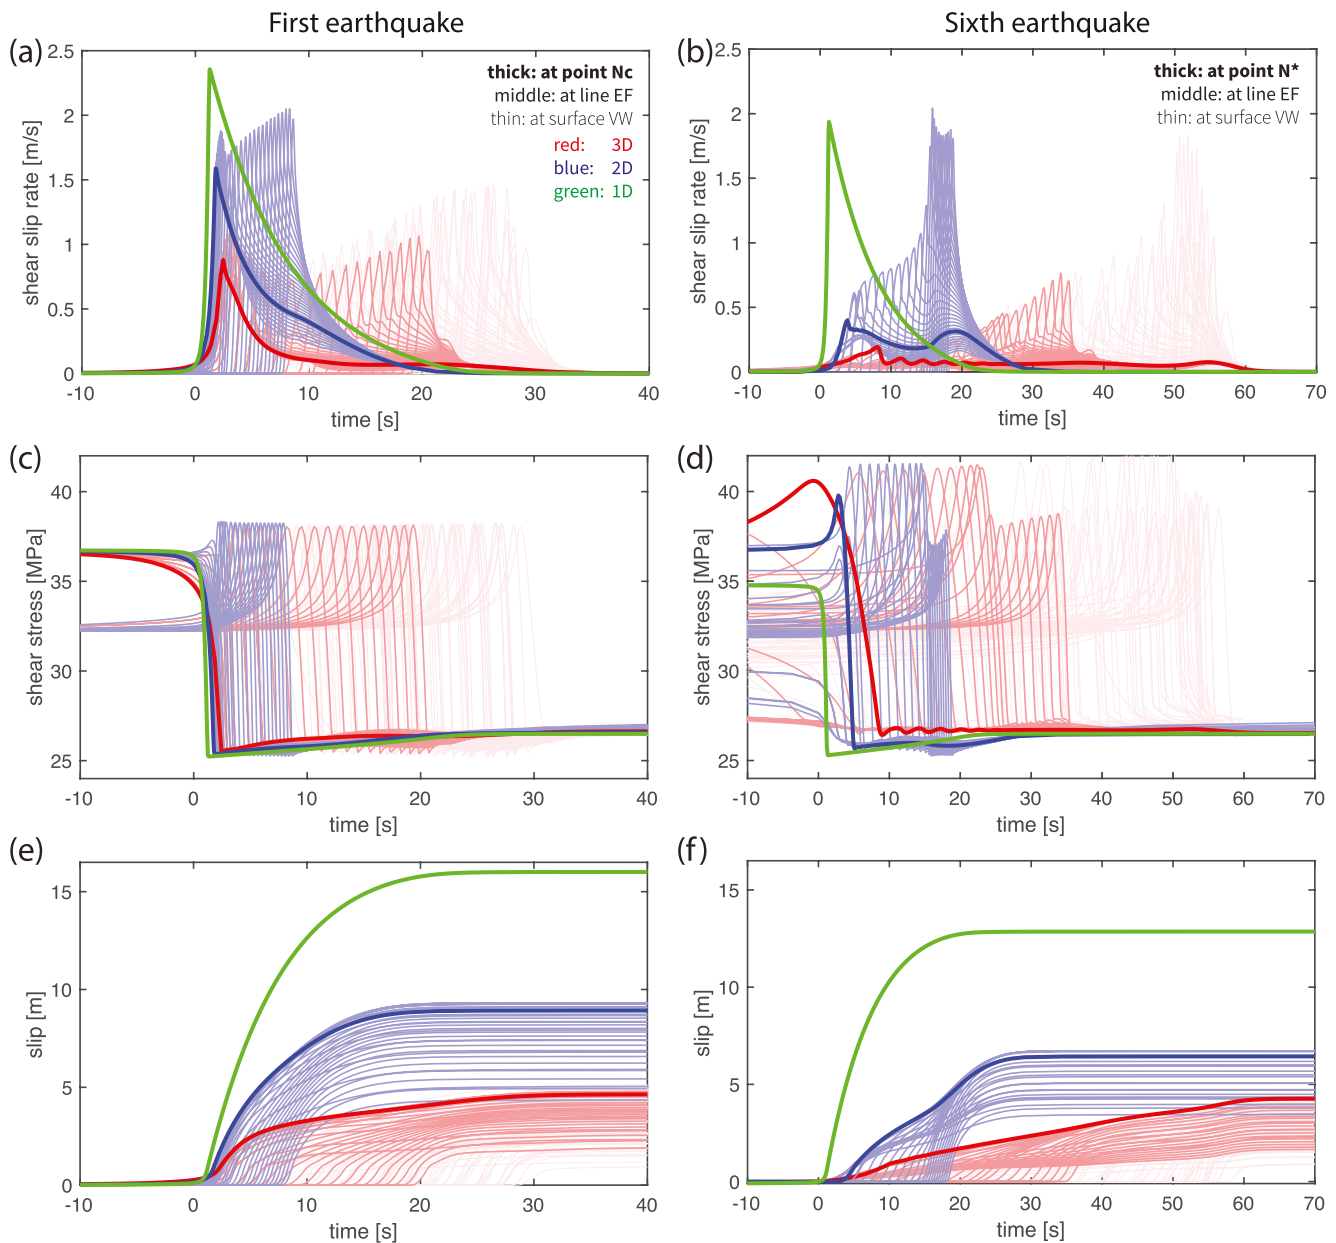 First earthquake
Sixth earthquake
(a)
2.5
2
1.5
1
0.5
0
shear slip rate [m/s]
thick: at point Nc
middle: at line EF
thin: at surface VW
red: 3D
blue: 2D
green: 1D
-10 0 10 20 30 40
time [s]
(b)
2.5
2
1.5
1
0.5
0
shear slip rate [m/s]
thick: at point N*
middle: at line EF
thin: at surface VW
-10 0 10 20 30 40 50 60 70
time [s]
(c)
40
35
30
25
shear stress [MPa]
-10 0 10 20 30 40
time [s]
(d)
40
35
30
25
shear stress [MPa]
-10 0 10 20 30 40 50 60 70
time [s]
(e)
15
10
5
0
slip [m]
-10 0 10 20 30 40
time [s]
(f)
15
10
5
0
slip [m]
-10 0 10 20 30 40 50 60 70
time [s]